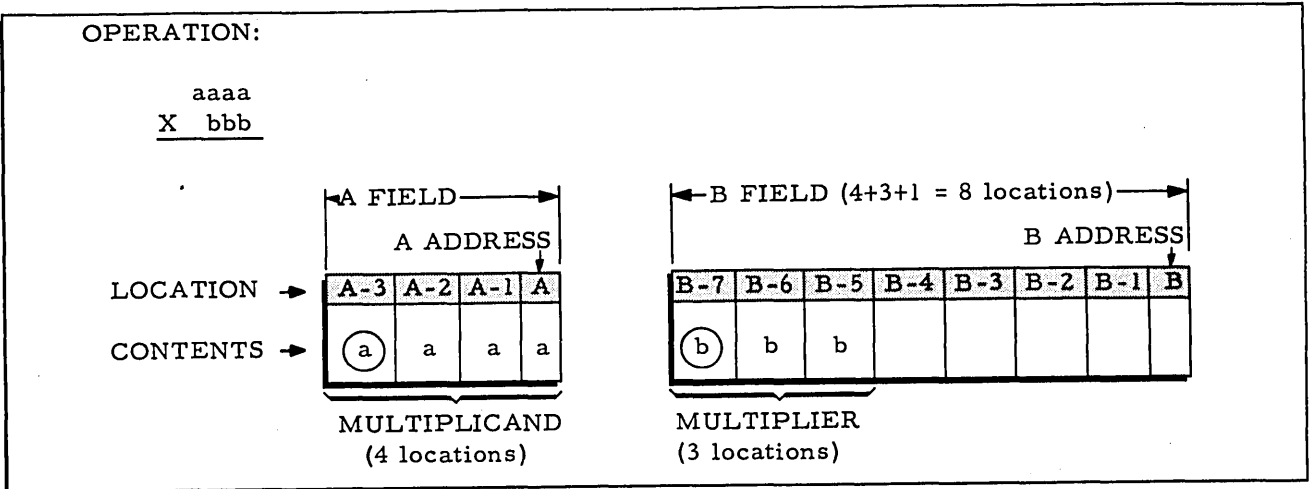 OPERATION:
aaaa
X bbb
A FIELD
B FIELD (4+3+1 = 8 locations)
A ADDRESS
B ADDRESS
LOCATION
A-3 A-2 A-1 A
B-7 B-6 B-5 B-4 B-3 B-2 B-1 B
CONTENTS
a a a a
b b b
MULTIPLICAND
(4 locations)
MULTIPLIER
(3 locations)